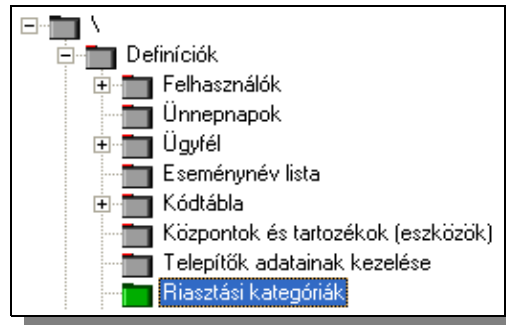 \
Definíciók
Felhasználók
Ünnepnapok
Ügyfél
Eseménynév lista
Kódtábla
Központok és tartozékok (eszközök)
Telepítők adatainak kezelése
Riasztási kategóriák